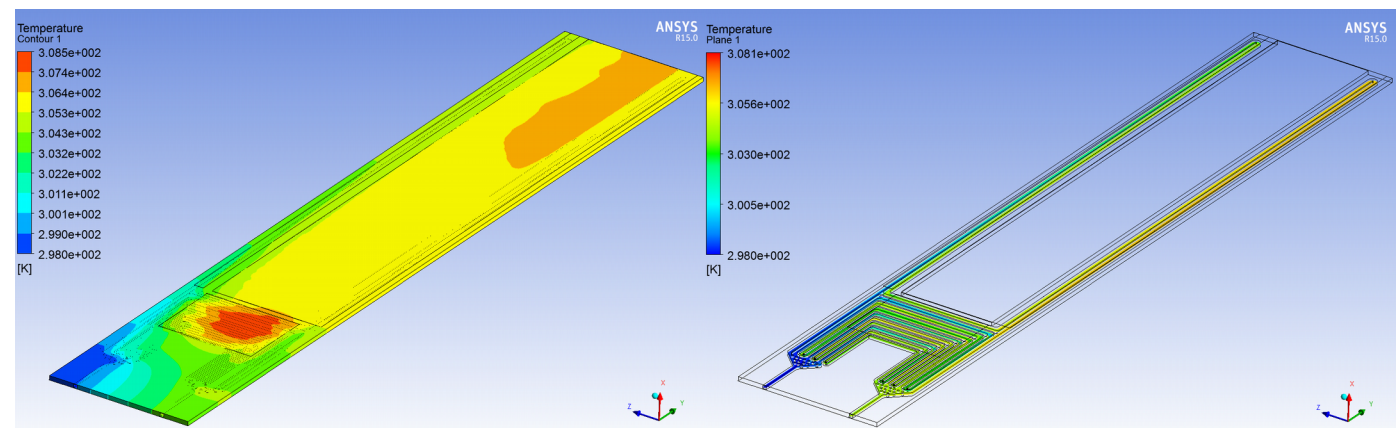 Temperature
Contour 1
3.085e+002
3.074e+002
3.064e+002
3.053e+002
3.043e+002
3.032e+002
3.022e+002
3.011e+002
3.001e+002
2.990e+002
2.980e+002
[K]
ANSYS
R15.0
X
Y
Z
Temperature
Plane 1
3.081e+002
3.056e+002
3.030e+002
3.005e+002
2.980e+002
[K]
ANSYS
R15.0
X
Y
Z